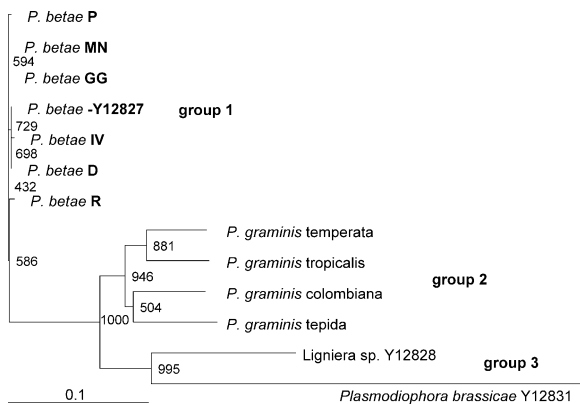 P. betae P
P. betae MN
594
P. betae GG
P. betae -Y12827 group 1
729
P. betae IV
698
P. betae D
432
P. betae R
P. graminis temperata
881
586
P. graminis tropicalis
946
group 2
P. graminis colombiana
504
1000
P. graminis tepida
Ligniera sp. Y12828
group 3
995
0.1
Plasmodiophora brassicae Y12831